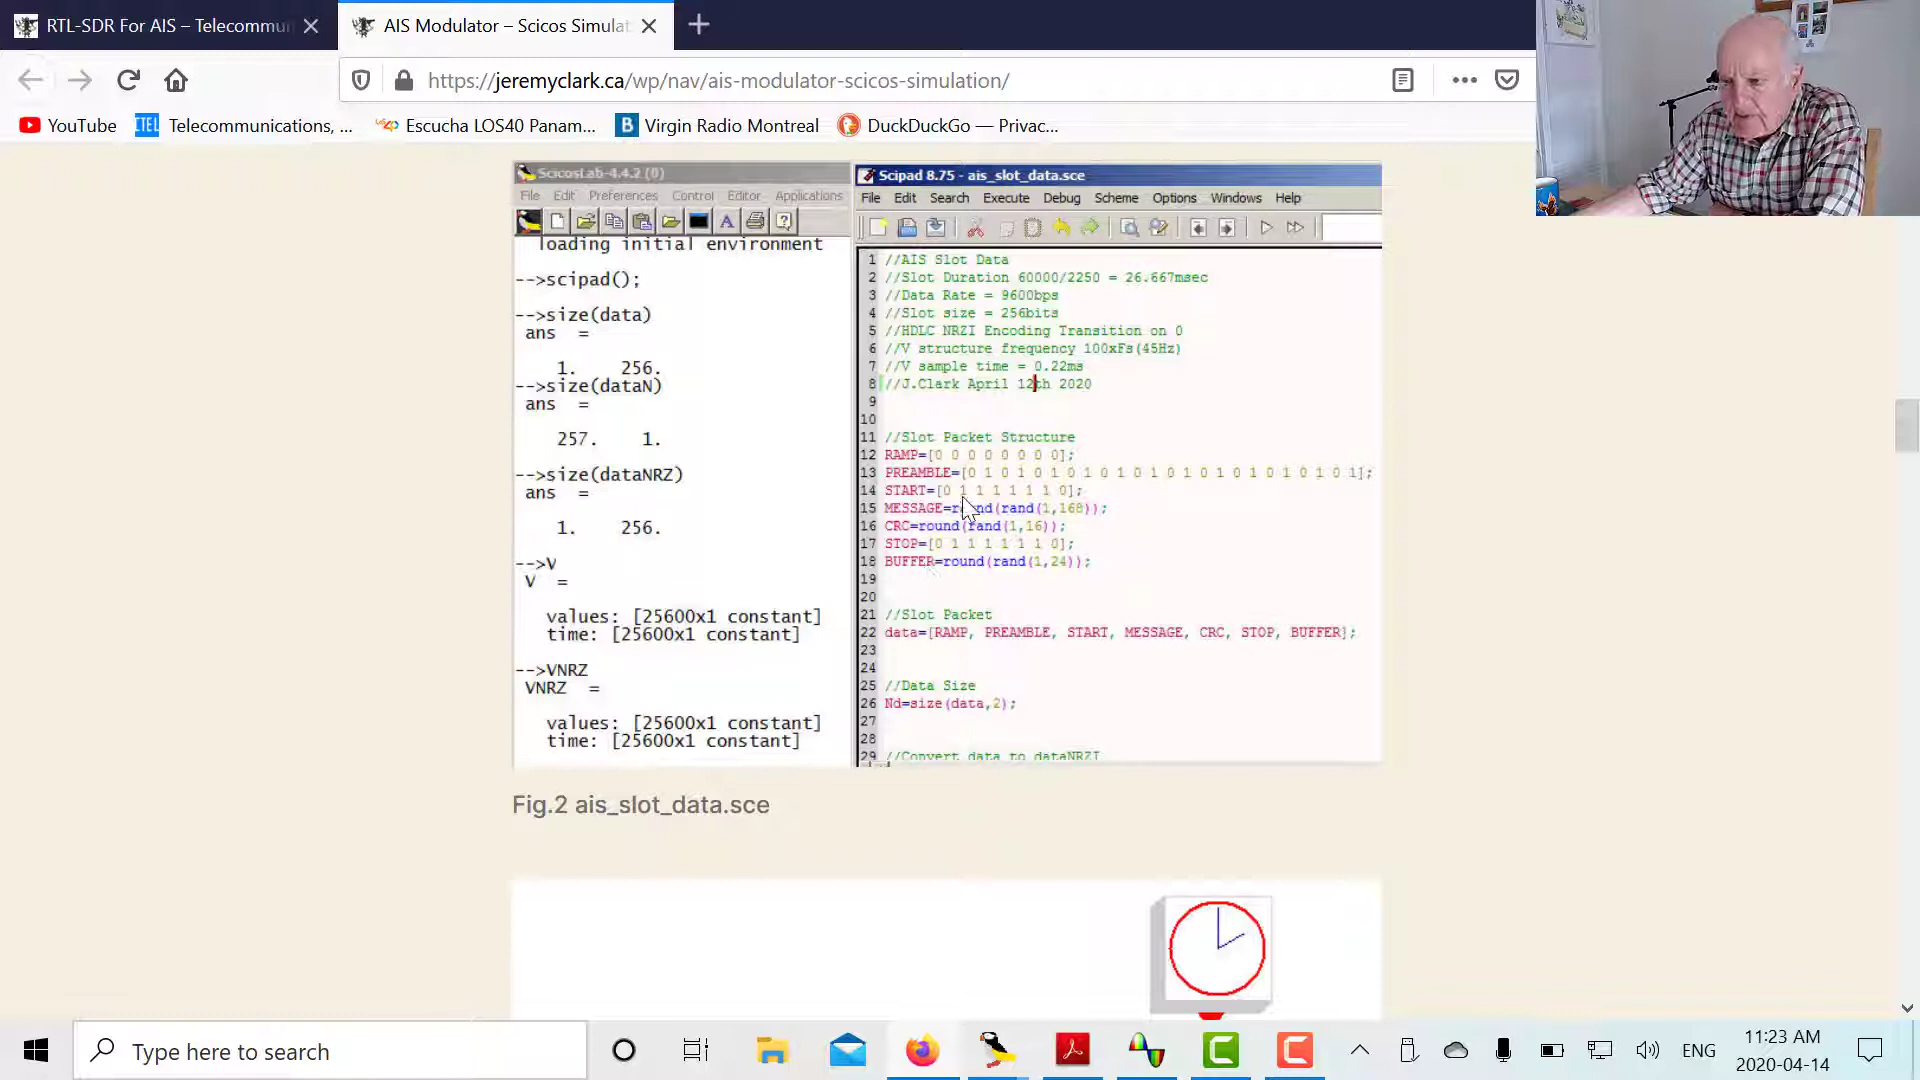 RTL-SDR For AIS – Telecommu
AIS Modulator – Scicos Simulat
https://jeremyclark.ca/wp/nav/ais-modulator-scicos-simulation/
YouTube
CTEL Telecommunications, ...
Escucha LOS40 Panam...
B Virgin Radio Montreal
DuckDuckGo — Privac...
ScicosLab-4.4.2 (0)
File Edit Preferences Control Editor Applications
loading initial environment
-->scipad();
-->size(data)
ans =
1. 256.
-->size(dataN)
ans =
257. 1.
-->size(dataNRZ)
ans =
1. 256.
-->V
V =
values: [25600x1 constant]
time: [25600x1 constant]
-->VNRZ
VNRZ =
values: [25600x1 constant]
time: [25600x1 constant]
Scipad 8.75 - ais_slot_data.sce
File Edit Search Execute Debug Scheme Options Windows Help
1 //AIS Slot Data
2 //Slot Duration 60000/2250 = 26.667msec
3 //Data Rate = 9600bps
4 //Slot size = 256bits
5 //HDLC NRZI Encoding Transition on 0
6 //V structure frequency 100xFs(45Hz)
7 //V sample time = 0.22ms
8 //J.Clark April 12th 2020
9
10
11 //Slot Packet Structure
12 RAMP=[0 0 0 0 0 0 0 0];
13 PREAMBLE=[0 1 0 1 0 1 0 1 0 1 0 1 0 1 0 1 0 1 0 1 0 1 0 1];
14 START=[0 1 1 1 1 1 1 0];
15 MESSAGE=round(rand(1,168));
16 CRC=round(rand(1,16));
17 STOP=[0 1 1 1 1 1 1 0];
18 BUFFER=round(rand(1,24));
19
20
21 //Slot Packet
22 data=[RAMP, PREAMBLE, START, MESSAGE, CRC, STOP, BUFFER];
23
24
25 //Data Size
26 Nd=size(data,2);
27
28
29 //Convert data to dataNRZI
Fig.2 ais_slot_data.sce
Type here to search
ENG
11:23 AM
2020-04-14